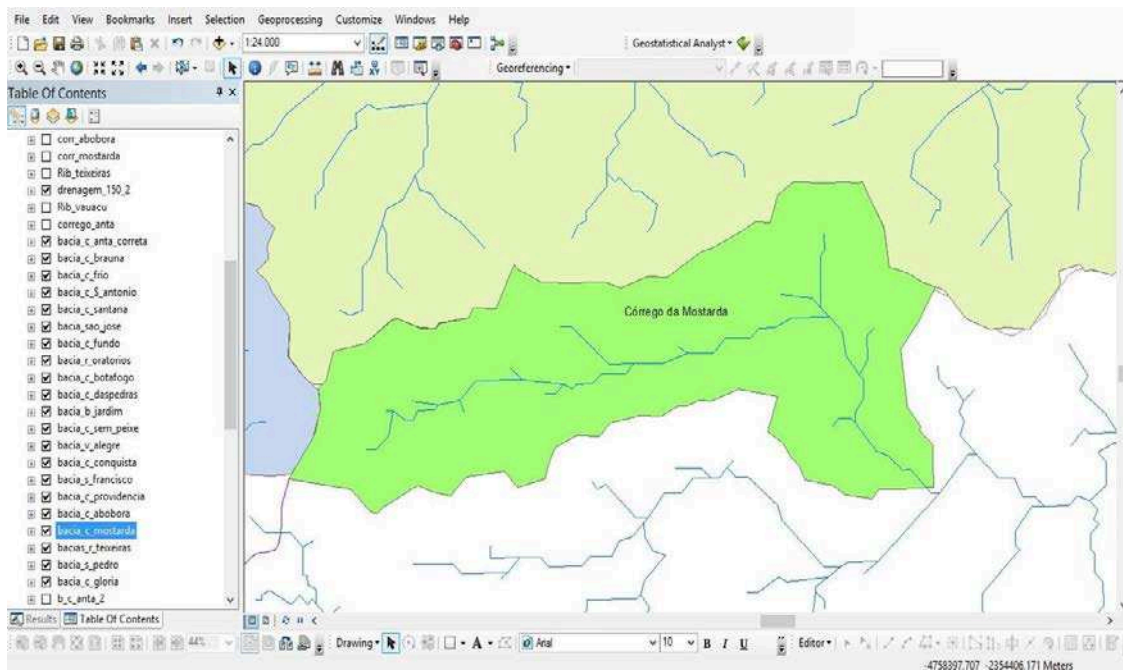 File Edit View Bookmarks Insert Selection Geoprocessing Customize Windows Help
1:24.000 Geostatistical Analyst
Georeferencing
Table Of Contents
corr_abobora
corr_mostarda
Rib_teixeiras
drenagem_150_2
Rib_vauacu
corrego_anta
bacia_c_anta_correta
bacia_c_brauna
bacia_c_frio
bacia_c_S_antonio
bacia_c_santana
bacia_sao_jose
bacia_c_fundo
bacia_r_oratorios
bacia_c_botafogo
bacia_c_daspedras
bacia_b_jardim
bacia_c_sem_peixe
bacia_v_alegre
bacia_c_conquista
bacia_s_francisco
bacia_c_providencia
bacia_c_abobora
bacia_c_mostarda
bacias_r_teixeiras
bacia_s_pedro
bacia_c_gloria
b_c_anta_2
Córrego da Mostarda
Results Table Of Contents
44% Drawing A Arial 10 B I U Editor
-4758397.707 -2354406.171 Meters